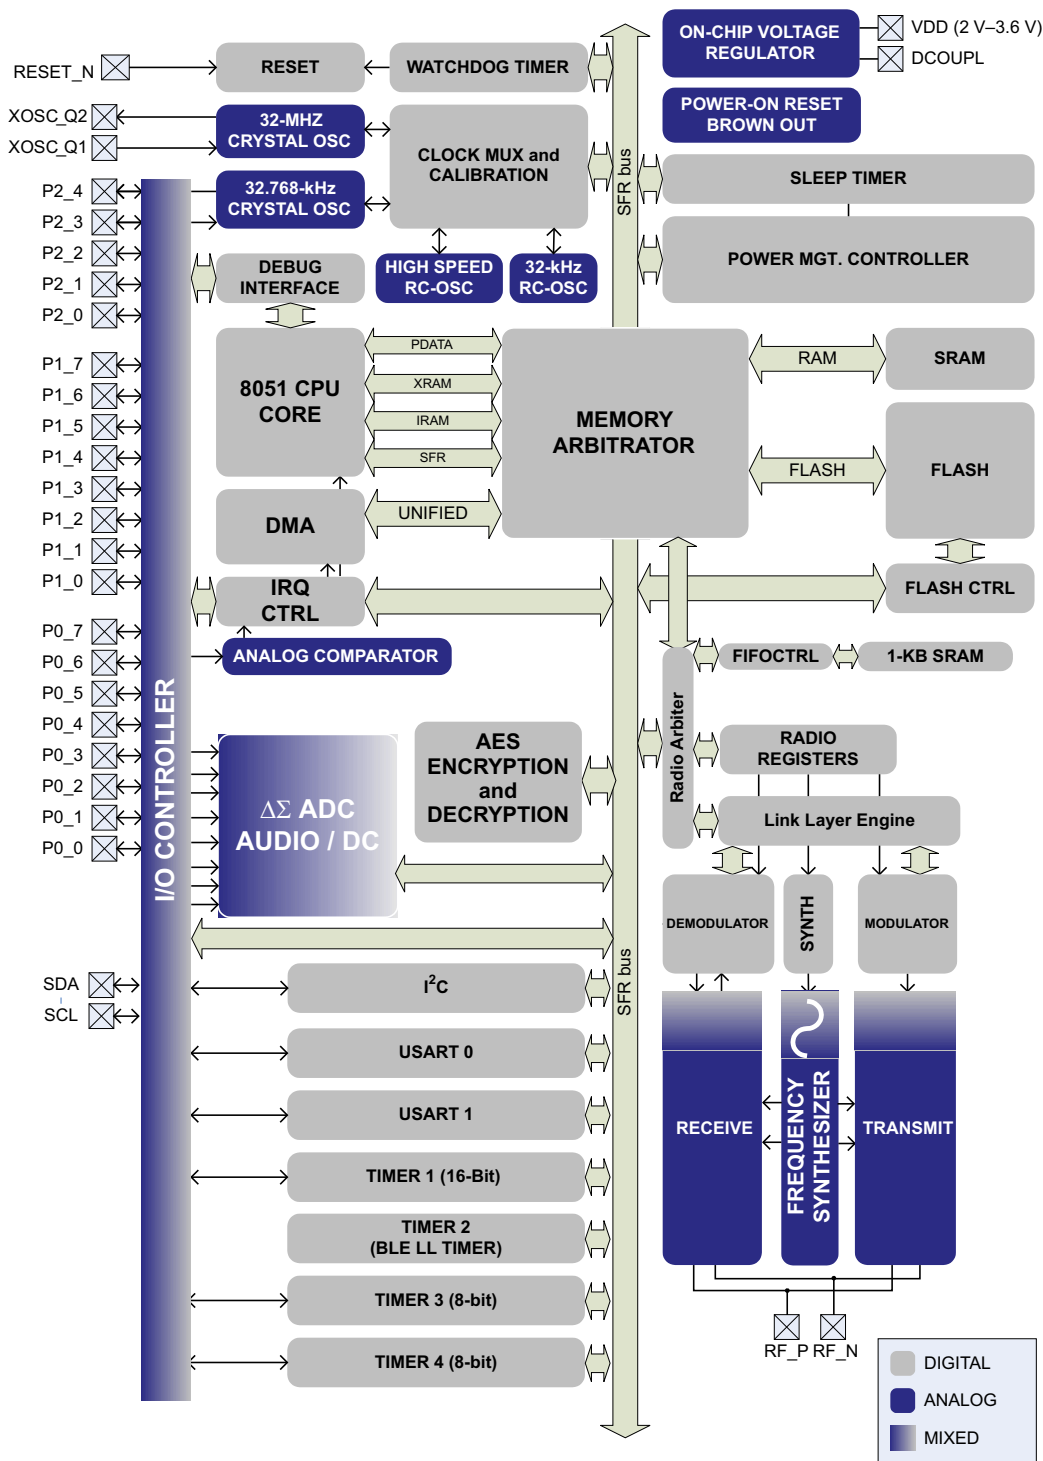 ON-CHIP VOLTAGE
REGULATOR
VDD (2 V–3.6 V)
DCOUPL
RESET_N
RESET
WATCHDOG TIMER
POWER-ON RESET
BROWN OUT
XOSC_Q2
XOSC_Q1
32-MHZ
CRYSTAL OSC
CLOCK MUX and
CALIBRATION
SFR bus
SLEEP TIMER
P2_4
P2_3
P2_2
P2_1
P2_0
32.768-kHz
CRYSTAL OSC
POWER MGT. CONTROLLER
DEBUG
INTERFACE
HIGH SPEED
RC-OSC
32-kHz
RC-OSC
P1_7
P1_6
P1_5
P1_4
P1_3
P1_2
P1_1
P1_0
8051 CPU
CORE
PDATA
XRAM
IRAM
SFR
MEMORY
ARBITRATOR
RAM
SRAM
FLASH
FLASH
DMA
UNIFIED
IRQ
CTRL
FLASH CTRL
P0_7
P0_6
P0_5
P0_4
P0_3
P0_2
P0_1
P0_0
ANALOG COMPARATOR
FIFOCTRL
1-KB SRAM
I/O CONTROLLER
Radio Arbiter
ΔΣ ADC
AUDIO / DC
AES
ENCRYPTION
and
DECRYPTION
RADIO
REGISTERS
Link Layer Engine
DEMODULATOR
SYNTH
MODULATOR
SFR bus
SDA
SCL
I²C
USART 0
USART 1
TIMER 1 (16-Bit)
TIMER 2
(BLE LL TIMER)
TIMER 3 (8-bit)
TIMER 4 (8-bit)
RECEIVE
FREQUENCY
SYNTHESIZER
TRANSMIT
RF_P
RF_N
DIGITAL
ANALOG
MIXED